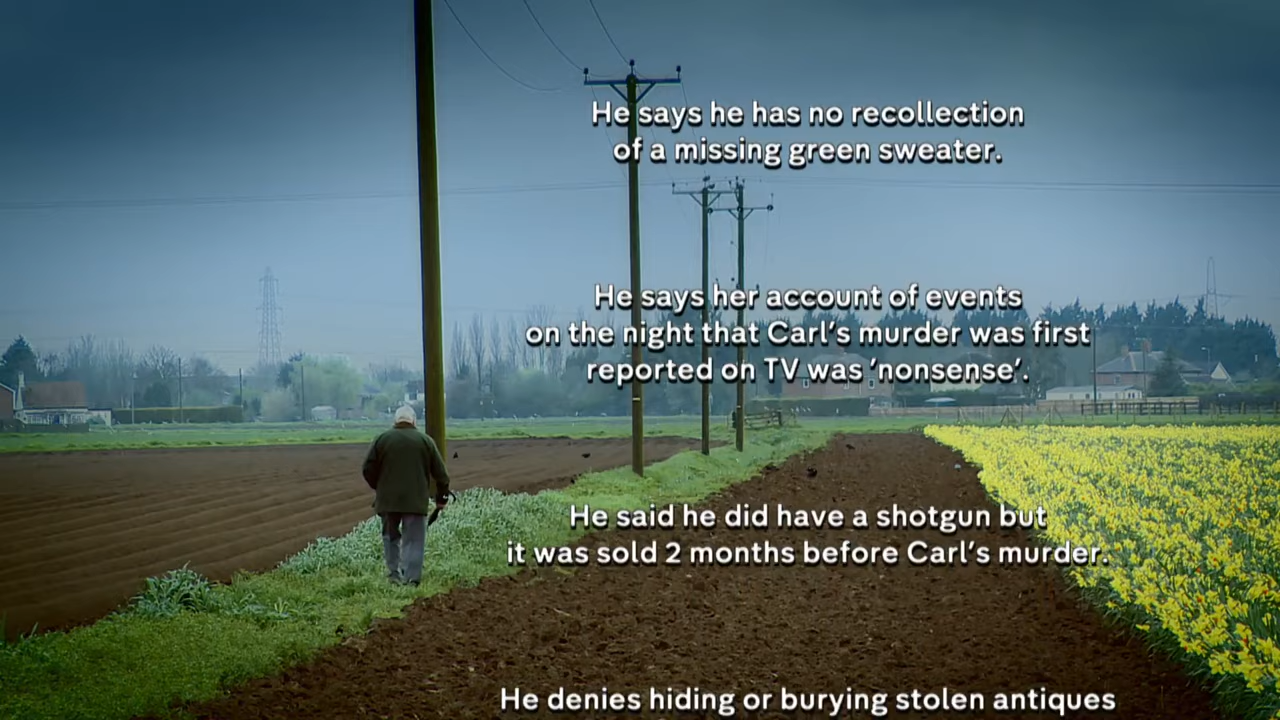 He says he has no recollection
of a missing green sweater.
He says her account of events
on the night that Carl's murder was first
reported on TV was 'nonsense'.
He said he did have a shotgun but
it was sold 2 months before Carl's murder.
He denies hiding or burying stolen antiques